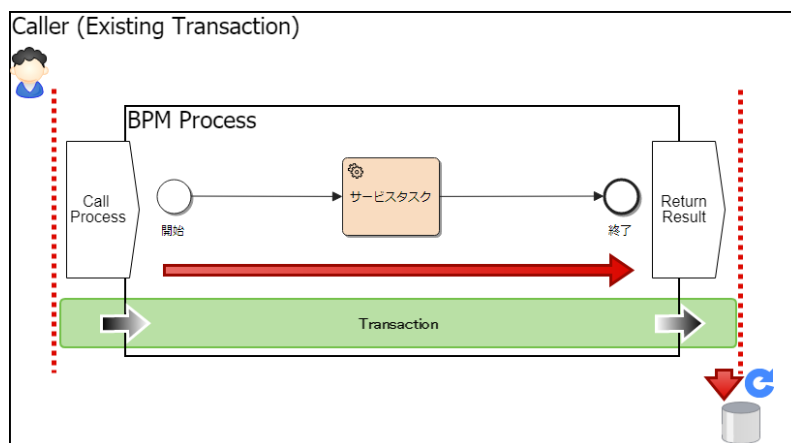 Caller (Existing Transaction)
BPM Process
Call
Process
サービスタスク
開始
終了
Return
Result
Transaction